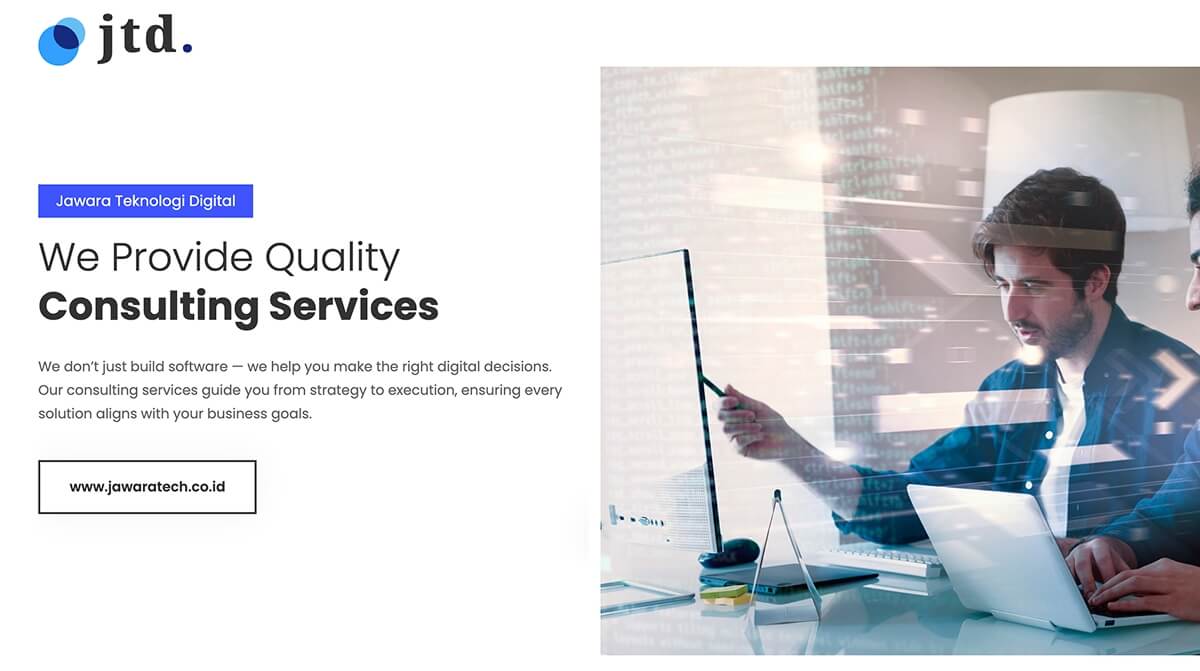 jtd.
Jawara Teknologi Digital
We Provide Quality
Consulting Services
We don’t just build software — we help you make the right digital decisions.
Our consulting services guide you from strategy to execution, ensuring every
solution aligns with your business goals.
www.jawaratech.co.id